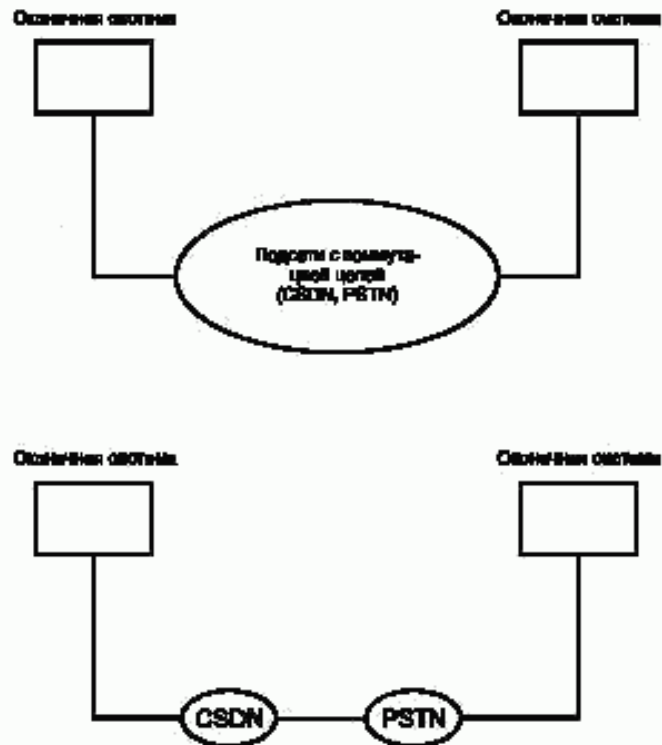 Оконечная система
Оконечная система
Подсети с коммута-
цией цепей
(CSDN, PSTN)
Оконечная система
Оконечная система
CSDN
PSTN